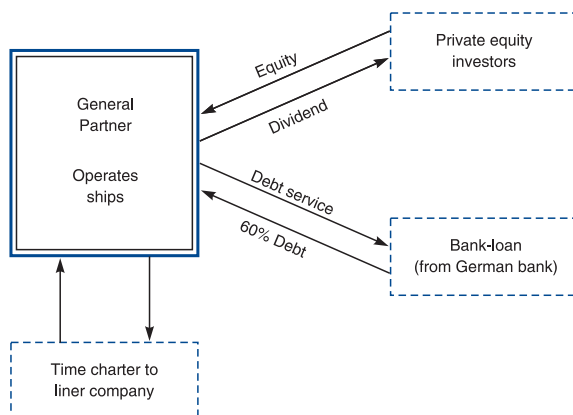 General
Partner
Operates
ships
Equity
Dividend
Private equity
investors
Debt service
60% Debt
Bank-loan
(from German bank)
Time charter to
liner company